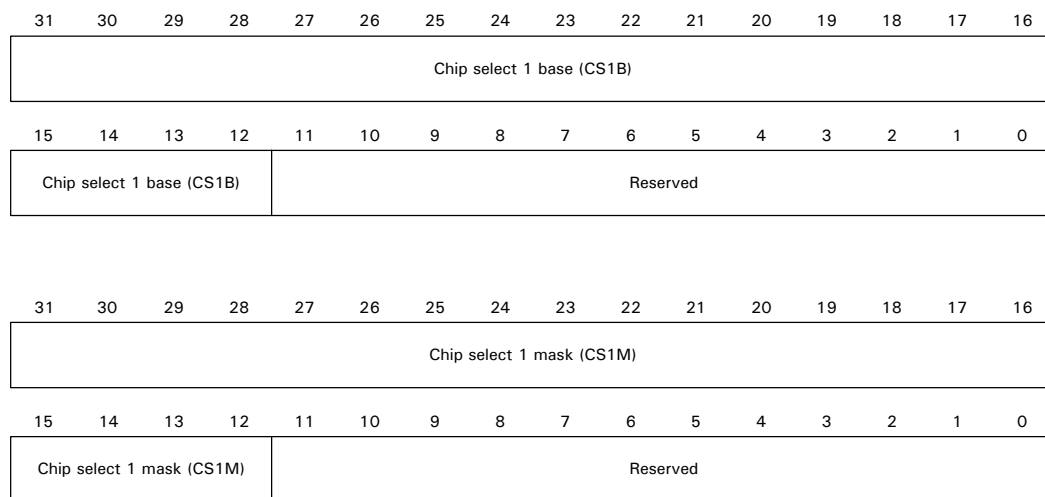 31 30 29 28 27 26 25 24 23 22 21 20 19 18 17 16
Chip select 1 base (CS1B)
15 14 13 12 11 10 9 8 7 6 5 4 3 2 1 0
Chip select 1 base (CS1B) Reserved
31 30 29 28 27 26 25 24 23 22 21 20 19 18 17 16
Chip select 1 mask (CS1M)
15 14 13 12 11 10 9 8 7 6 5 4 3 2 1 0
Chip select 1 mask (CS1M) Reserved